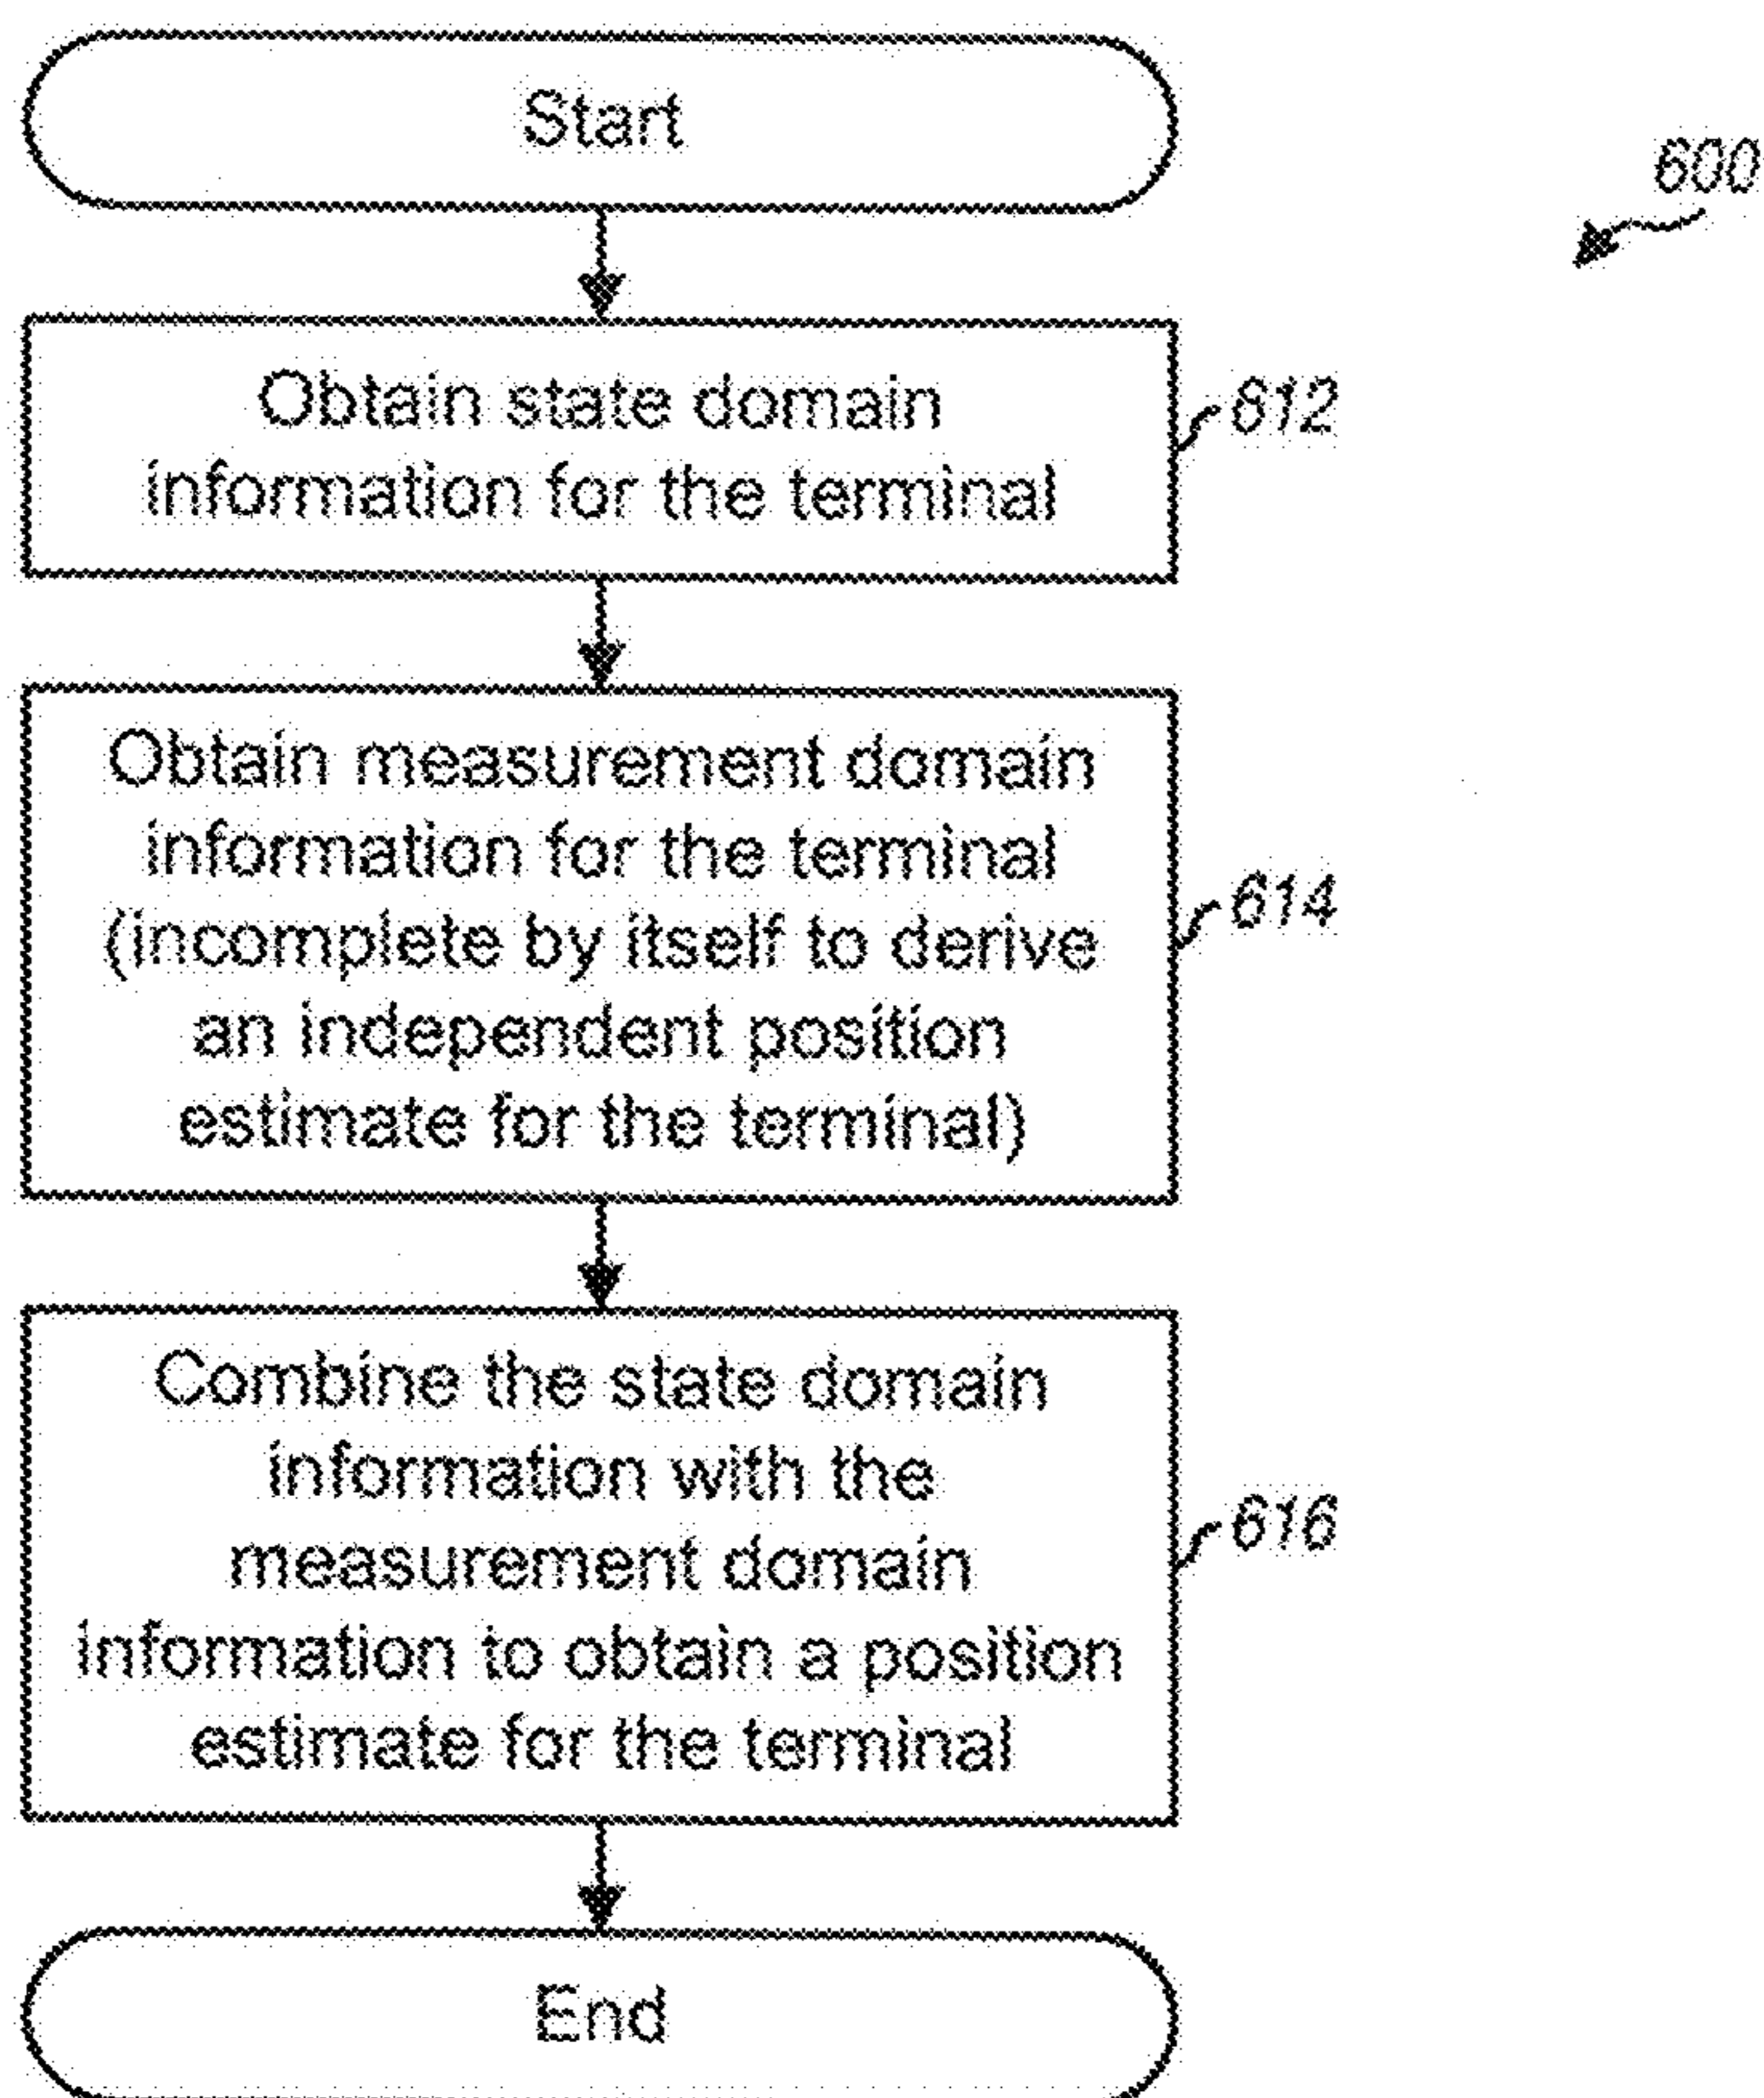 Start
600
Obtain state domain
information for the terminal
612
Obtain measurement domain
information for the terminal
(incomplete by itself to derive
an independent position
estimate for the terminal)
614
Combine the state domain
information with the
measurement domain
information to obtain a position
estimate for the terminal
616
End